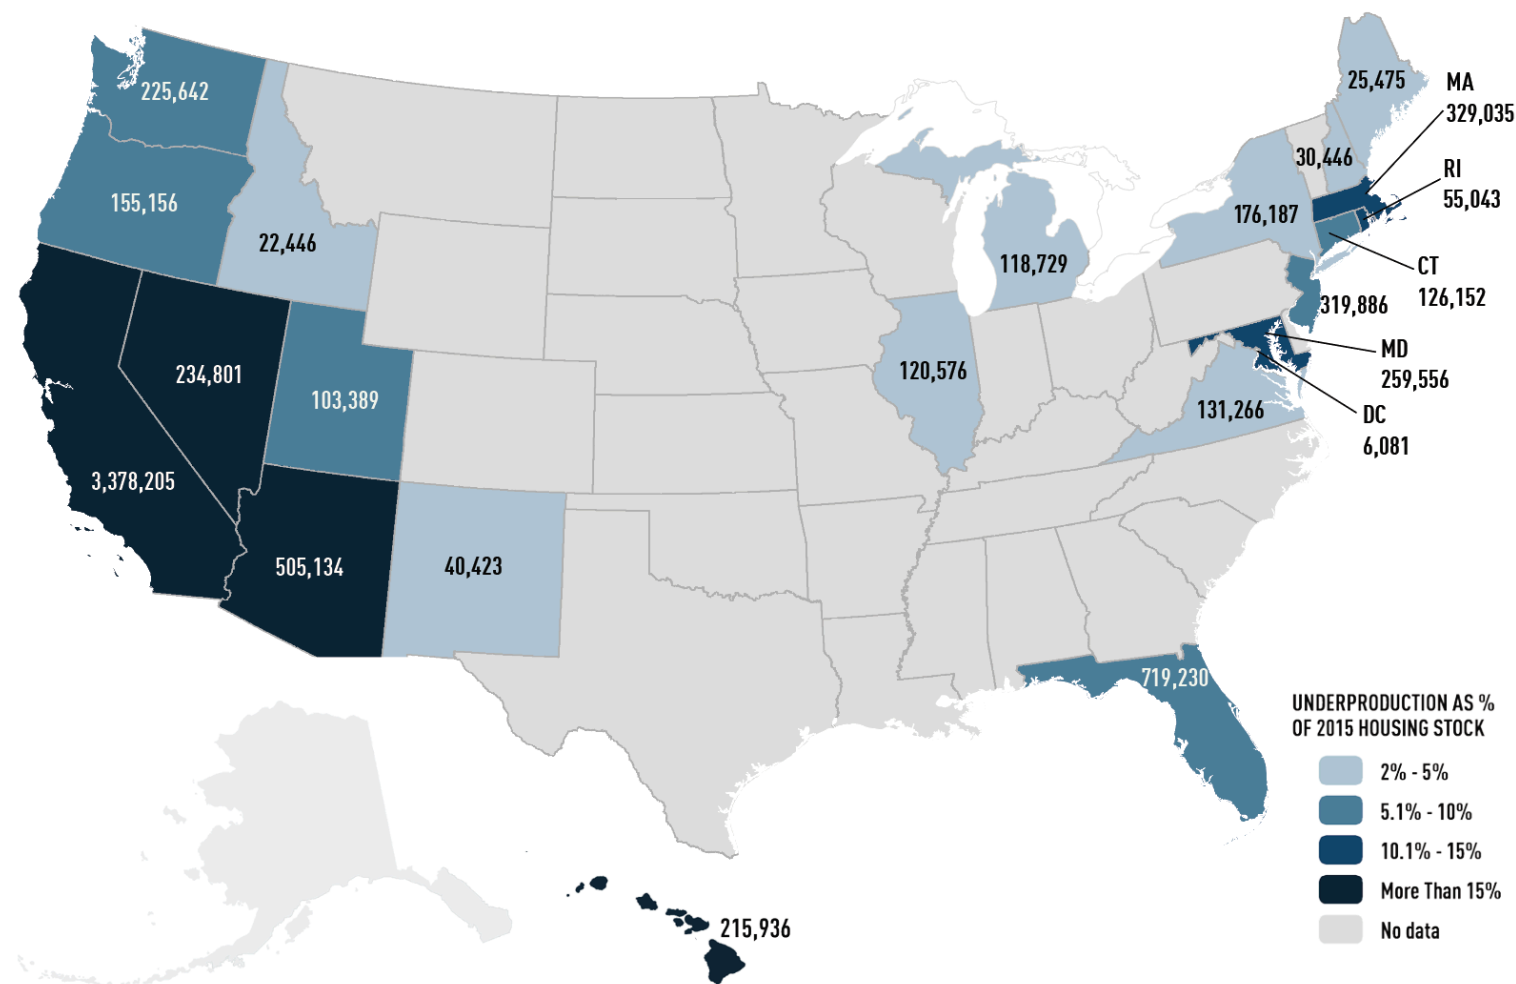 25,475
MA
329,035
225,642
30,446
RI
55,043
155,156
176,187
22,446
118,729
CT
126,152
319,886
MD
259,556
234,801
120,576
103,389
131,266
DC
6,081
3,378,205
505,134
40,423
719,230
UNDERPRODUCTION AS %
OF 2015 HOUSING STOCK
2% - 5%
5.1% - 10%
10.1% - 15%
More Than 15%
No data
215,936